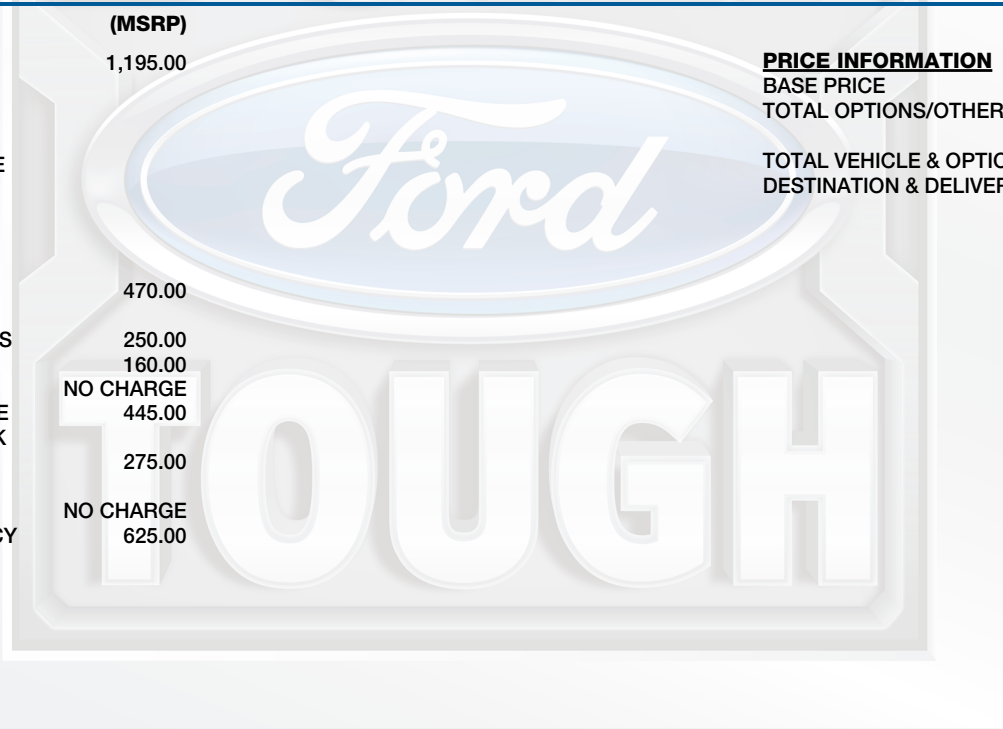 (MSRP)
1,195.00
E
470.00
S 250.00
160.00
NO CHARGE
E 445.00
K
275.00
NO CHARGE
CY 625.00
PRICE INFORMATION
BASE PRICE
TOTAL OPTIONS/OTHER
TOTAL VEHICLE & OPTIO
DESTINATION & DELIVER
Ford
TOUGH